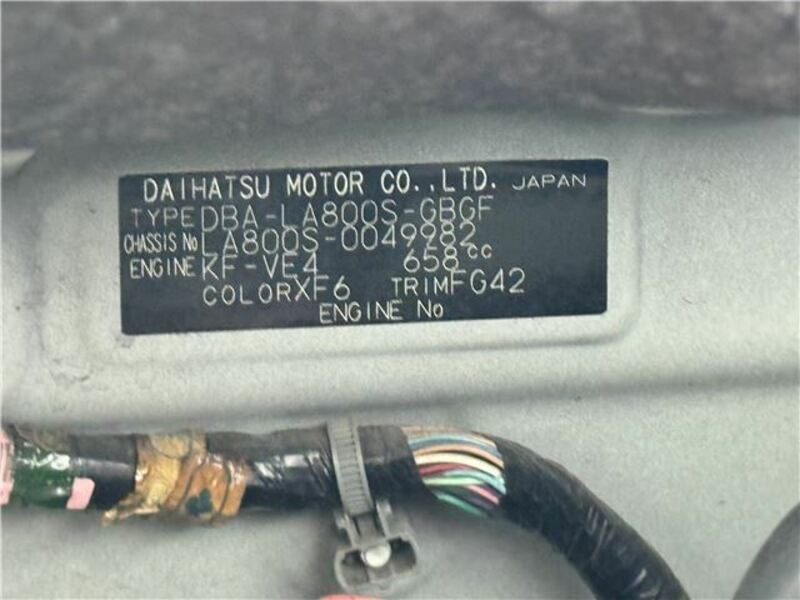 DAIHATSU MOTOR CO.,LTD. JAPAN
TYPE DBA-LA800S-GBGF
CHASSIS No LA800S-0049282
ENGINE KF-VE4 658cc
COLOR XF6 TRIM FG42
ENGINE No